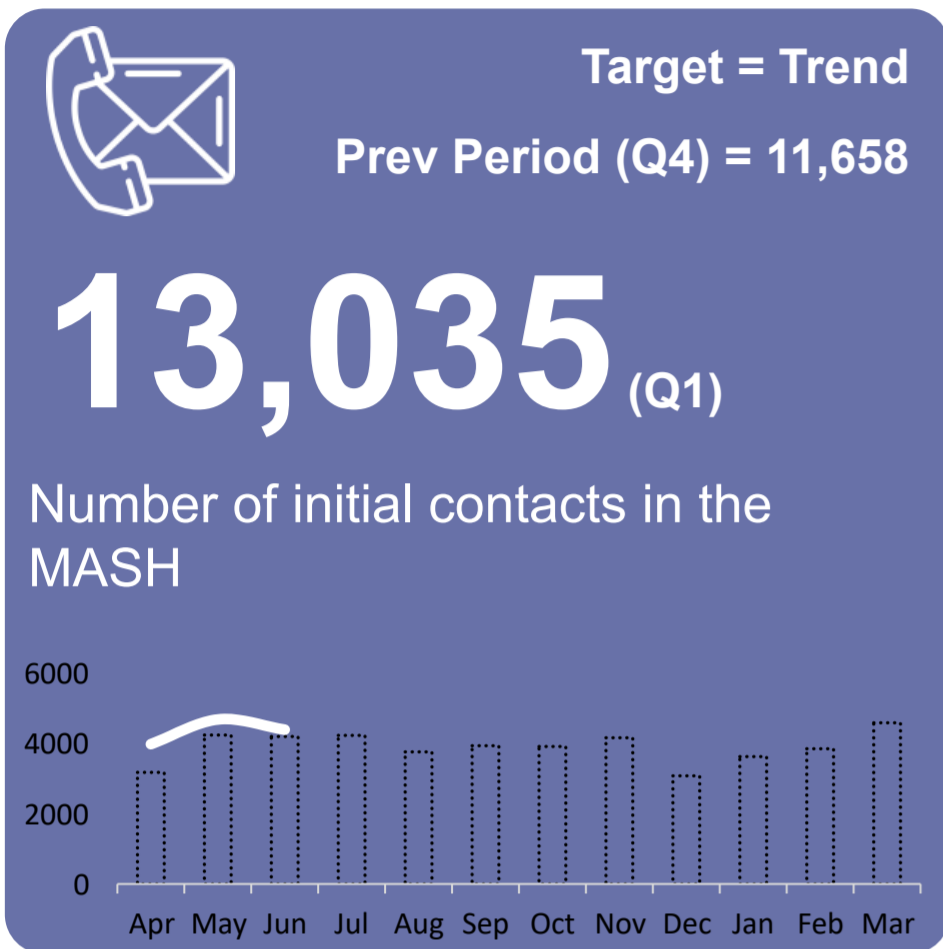 Target = Trend
Prev Period (Q4) = 11,658
13,035 (Q1)
Number of initial contacts in the
MASH
6000
4000
2000
0
Apr May Jun Jul Aug Sep Oct Nov Dec Jan Feb Mar